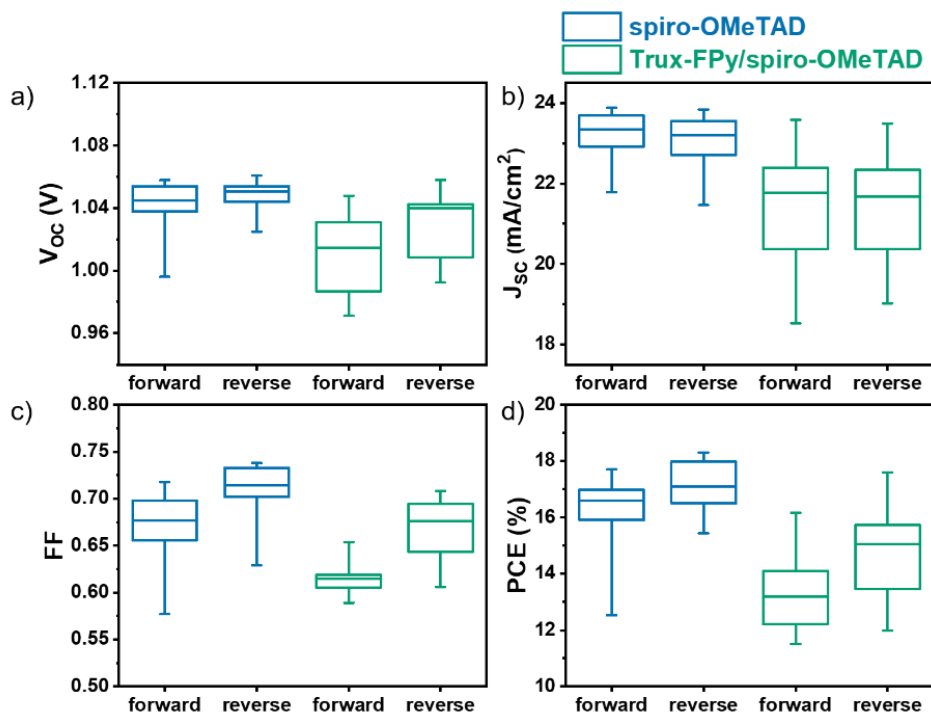 spiro-OMeTAD
Trux-FPy/spiro-OMeTAD
a)
V_OC (V)
1.12
1.08
1.04
1.00
0.96
forward reverse forward reverse
b)
J_SC (mA/cm²)
24
22
20
18
forward reverse forward reverse
c)
FF
0.80
0.75
0.70
0.65
0.60
0.55
0.50
forward reverse forward reverse
d)
PCE (%)
20
18
16
14
12
10
forward reverse forward reverse